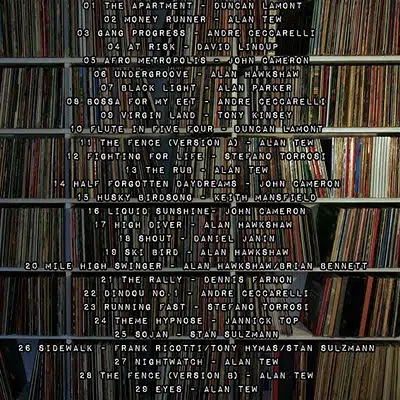 01 THE APARTMENT - DUNCAN LAMONT
02 MONEY RUNNER - ALAN TEW
03 GANG PROGRESS - ANDRE CECCARELLI
04 AT RISK - DAVID LINDUP
05 AFRO METROPOLIS - JOHN CAMERON
06 UNDERGROOVE - ALAN HAWKSHAW
07 BLACK LIGHT - ALAN PARKER
08 BOSSA FOR MY EET - ANDRE CECCARELLI
09 VIRGIN LAND - TONY KINSEY
10 FLUTE IN FIVE FOUR - DUNCAN LAMONT
11 THE FENCE (VERSION A) - ALAN TEW
12 FIGHTING FOR LIFE - STEFANO TORROSI
13 THE RUB - ALAN TEW
14 HALF FORGOTTEN DAYDREAMS - JOHN CAMERON
15 HUSKY BIRDSONG - KEITH MANSFIELD
16 LIQUID SUNSHINE- JOHN CAMERON
17 HIGH DIVER - ALAN HAWKSHAW
18 SHOUT - DANIEL JANIN
19 SKI BIRD - ALAN HAWKSHAW
20 MILE HIGH SWINGER - ALAN HAWKSHAW/BRIAN BENNETT
21 THE RALLY - DENNIS FARNON
22 DINDOU NO.1 - ANDRE CECCARELLI
23 RUNNING FAST - STEFANO TORROSI
24 THEME HYPNOSE - JANNICK TOP
25 SOJAN - STAN SULZMANN
26 SIDEWALK - FRANK RICOTTI/TONY HYMAS/STAN SULZMANN
27 NIGHTWATCH - ALAN TEW
28 THE FENCE (VERSION B) - ALAN TEW
29 EYES - ALAN TEW